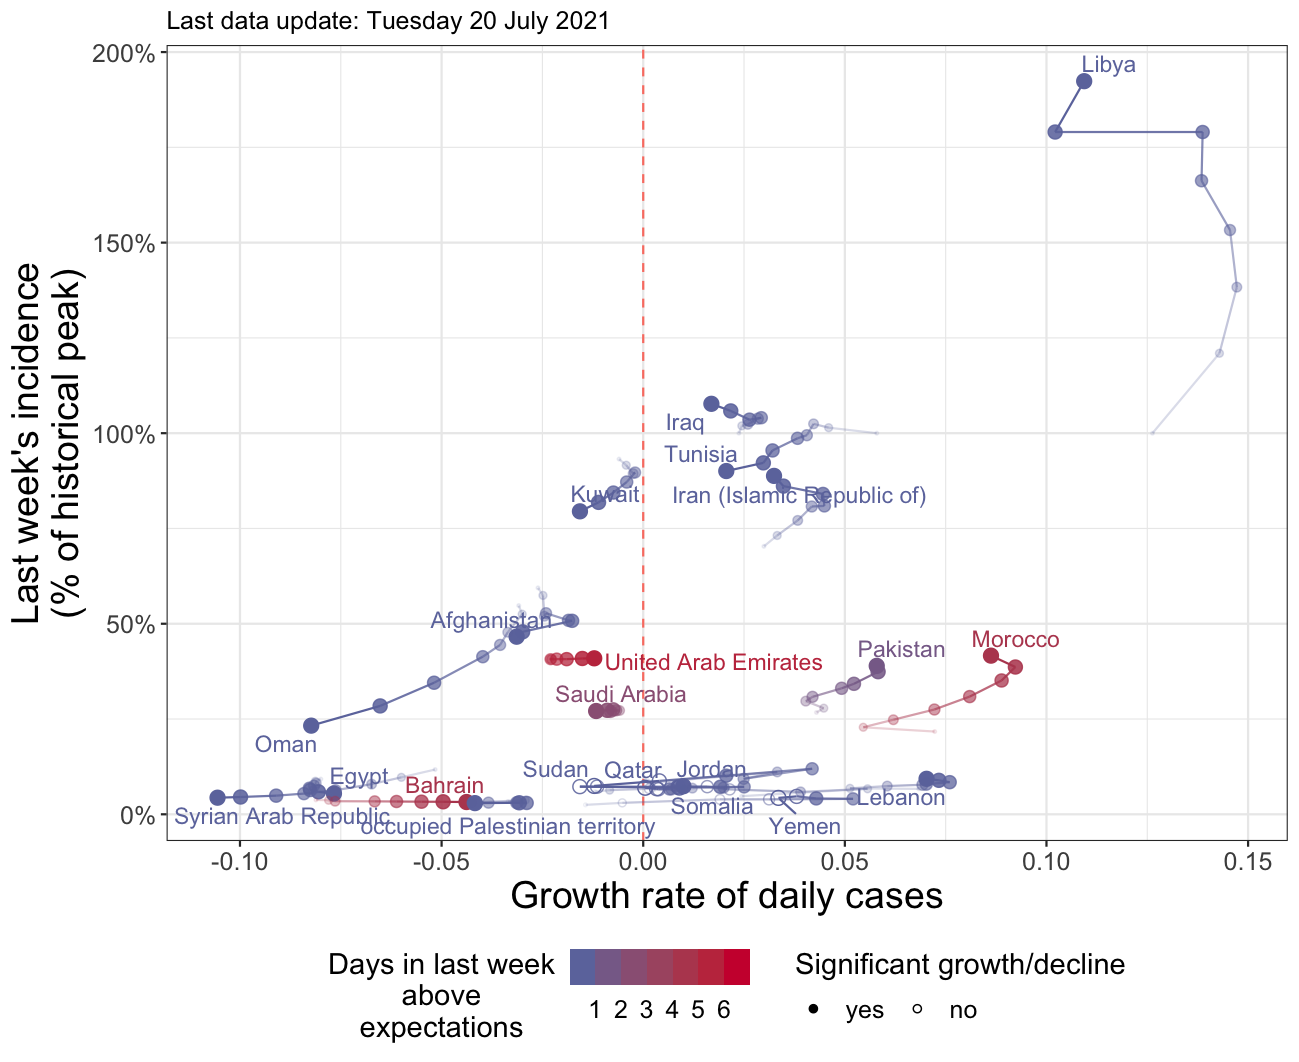 Last data update: Tuesday 20 July 2021
200%
150%
100%
50%
0%
Last week's incidence
(% of historical peak)
Libya
Iraq
Tunisia
Kuwait
Iran (Islamic Republic of)
Afghanistan
Pakistan
Morocco
United Arab Emirates
Saudi Arabia
Oman
Sudan
Qatar
Jordan
Egypt
Bahrain
Lebanon
Somalia
Syrian Arab Republic
occupied Palestinian territory
Yemen
-0.10
-0.05
0.00
0.05
0.10
0.15
Growth rate of daily cases
Days in last week
above
expectations
1 2 3 4 5 6
Significant growth/decline
yes
no